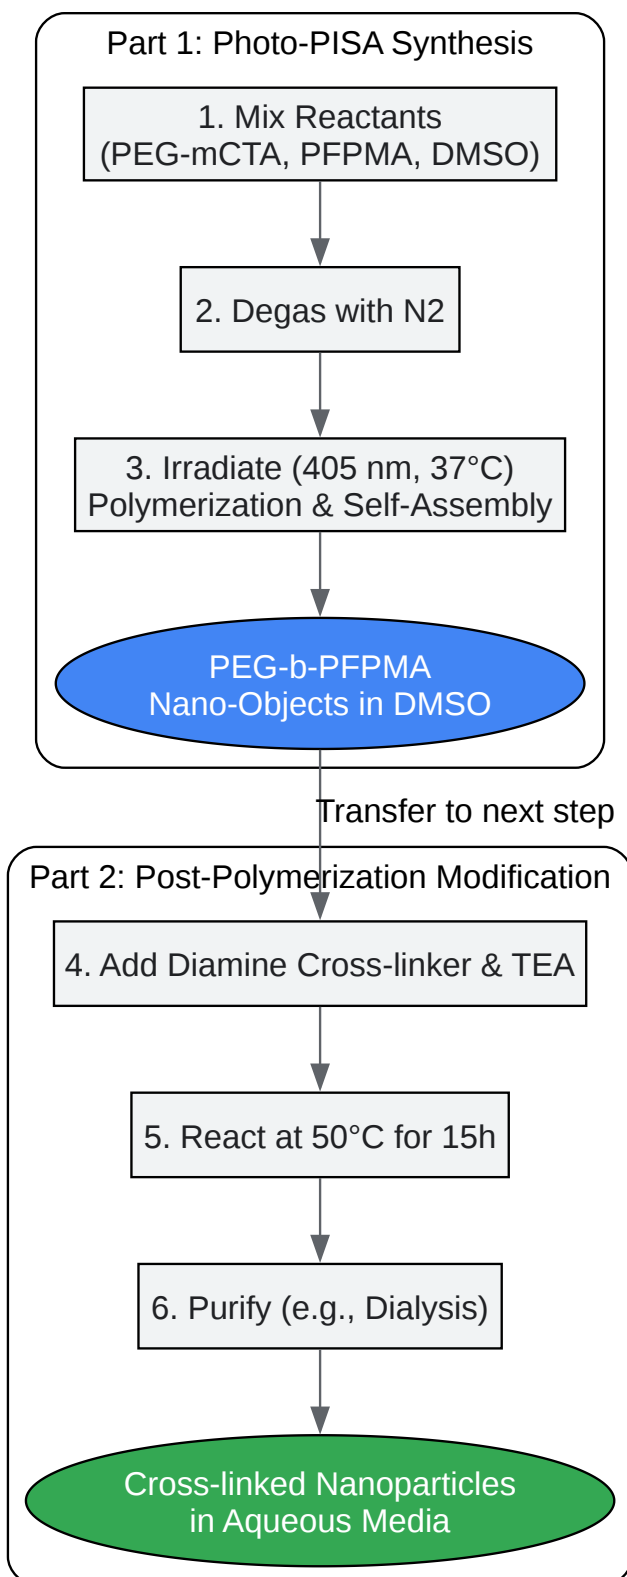 Part 1: Photo-PISA Synthesis
1. Mix Reactants
(PEG-mCTA, PFPMA, DMSO)
2. Degas with N2
3. Irradiate (405 nm, 37°C)
Polymerization & Self-Assembly
PEG-b-PFPMA
Nano-Objects in DMSO
Transfer to next step
Part 2: Post-Polymerization Modification
4. Add Diamine Cross-linker & TEA
5. React at 50°C for 15h
6. Purify (e.g., Dialysis)
Cross-linked Nanoparticles
in Aqueous Media